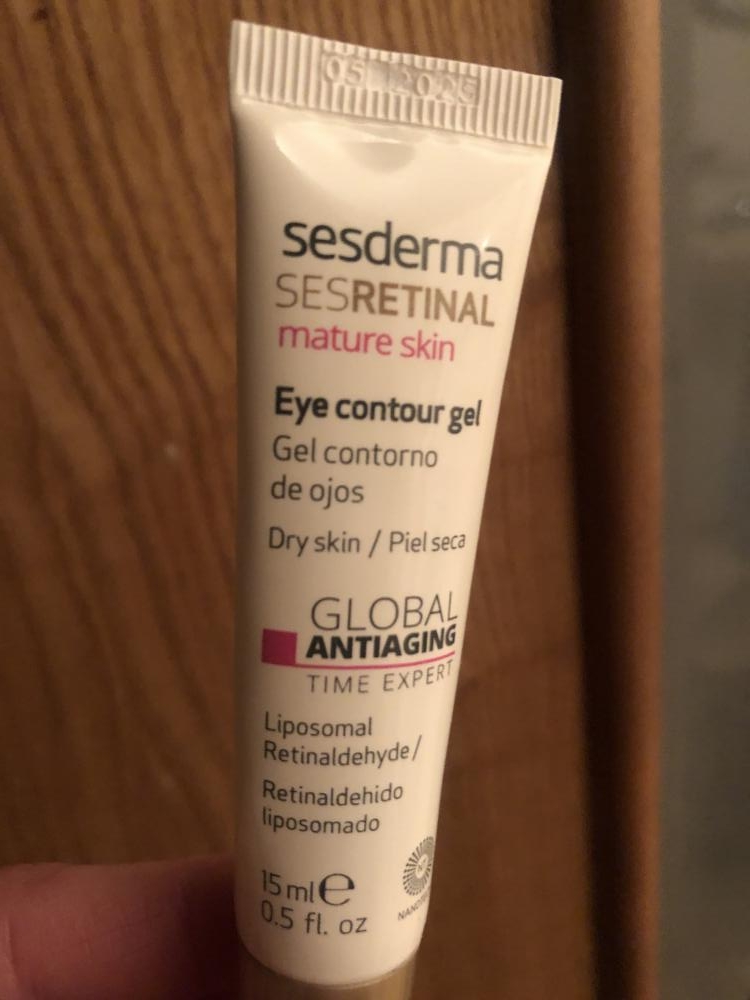 05 2025
sesderma
SESRETINAL
mature skin
Eye contour gel
Gel contorno
de ojos
Dry skin / Piel seca
GLOBAL
ANTIAGING
TIME EXPERT
Liposomal
Retinaldehyde/
Retinaldehido
liposomado
15 ml e
0.5 fl. oz